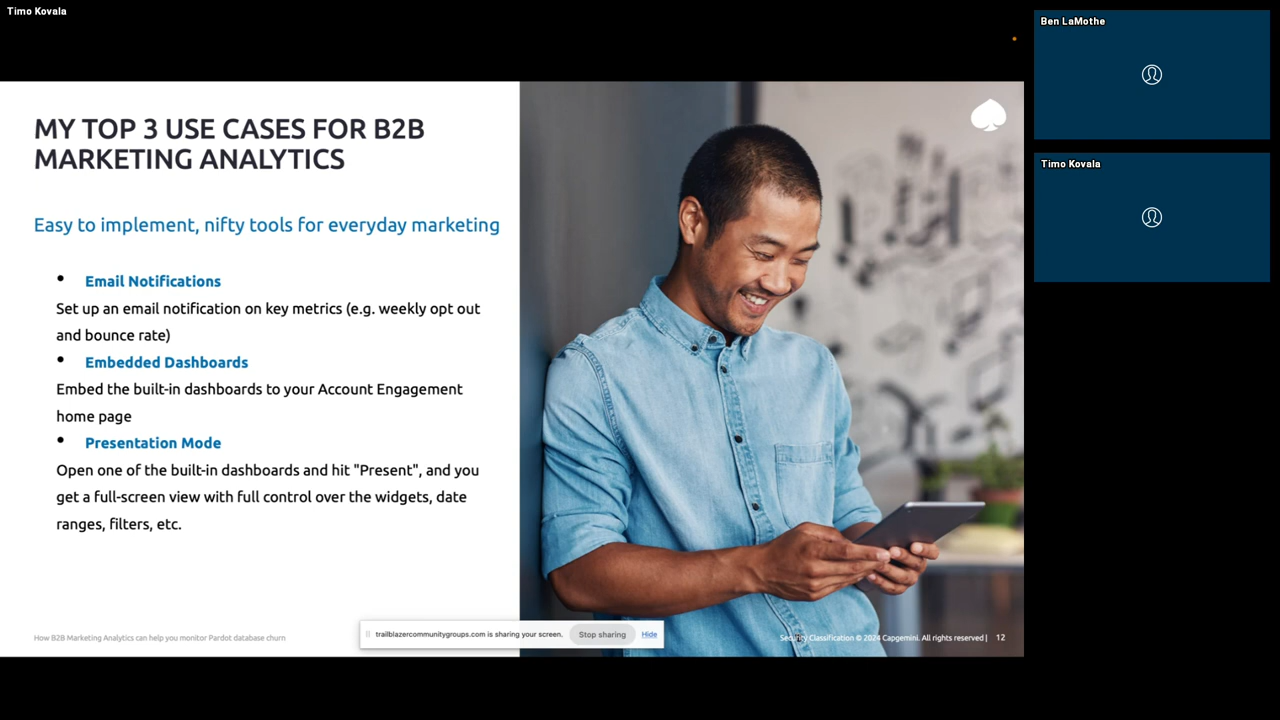 Timo Kovala
Ben LaMothe
Timo Kovala
MY TOP 3 USE CASES FOR B2B
MARKETING ANALYTICS
Easy to implement, nifty tools for everyday marketing
• Email Notifications
Set up an email notification on key metrics (e.g. weekly opt out
and bounce rate)
• Embedded Dashboards
Embed the built-in dashboards to your Account Engagement
home page
• Presentation Mode
Open one of the built-in dashboards and hit "Present", and you
get a full-screen view with full control over the widgets, date
ranges, filters, etc.
How B2B Marketing Analytics can help you monitor Pardot database churn
trailblazercommunitygroups.com is sharing your screen. Stop sharing Hide
Security Classification © 2024 Capgemini. All rights reserved | 12